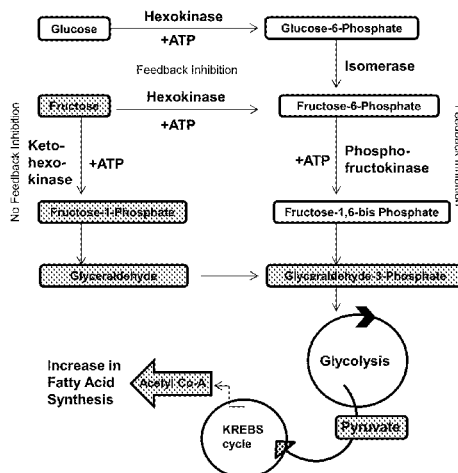 Hexokinase
Glucose
Glucose-6-Phosphate
+ATP
Feedback Inhibition
Isomerase
Hexokinase
Fructose
Fructose-6-Phosphate
+ATP
No Feedback Inhibition
Keto-
hexo-
kinase
+ATP
+ATP
Phospho-
fructokinase
Fructose-1-Phosphate
Fructose-1,6-bis Phosphate
Glyceraldehyde
Glyceraldehyde-3-Phosphate
Glycolysis
Increase in
Fatty Acid
Synthesis
Acetyl Co-A
KREBS
cycle
Pyruvate